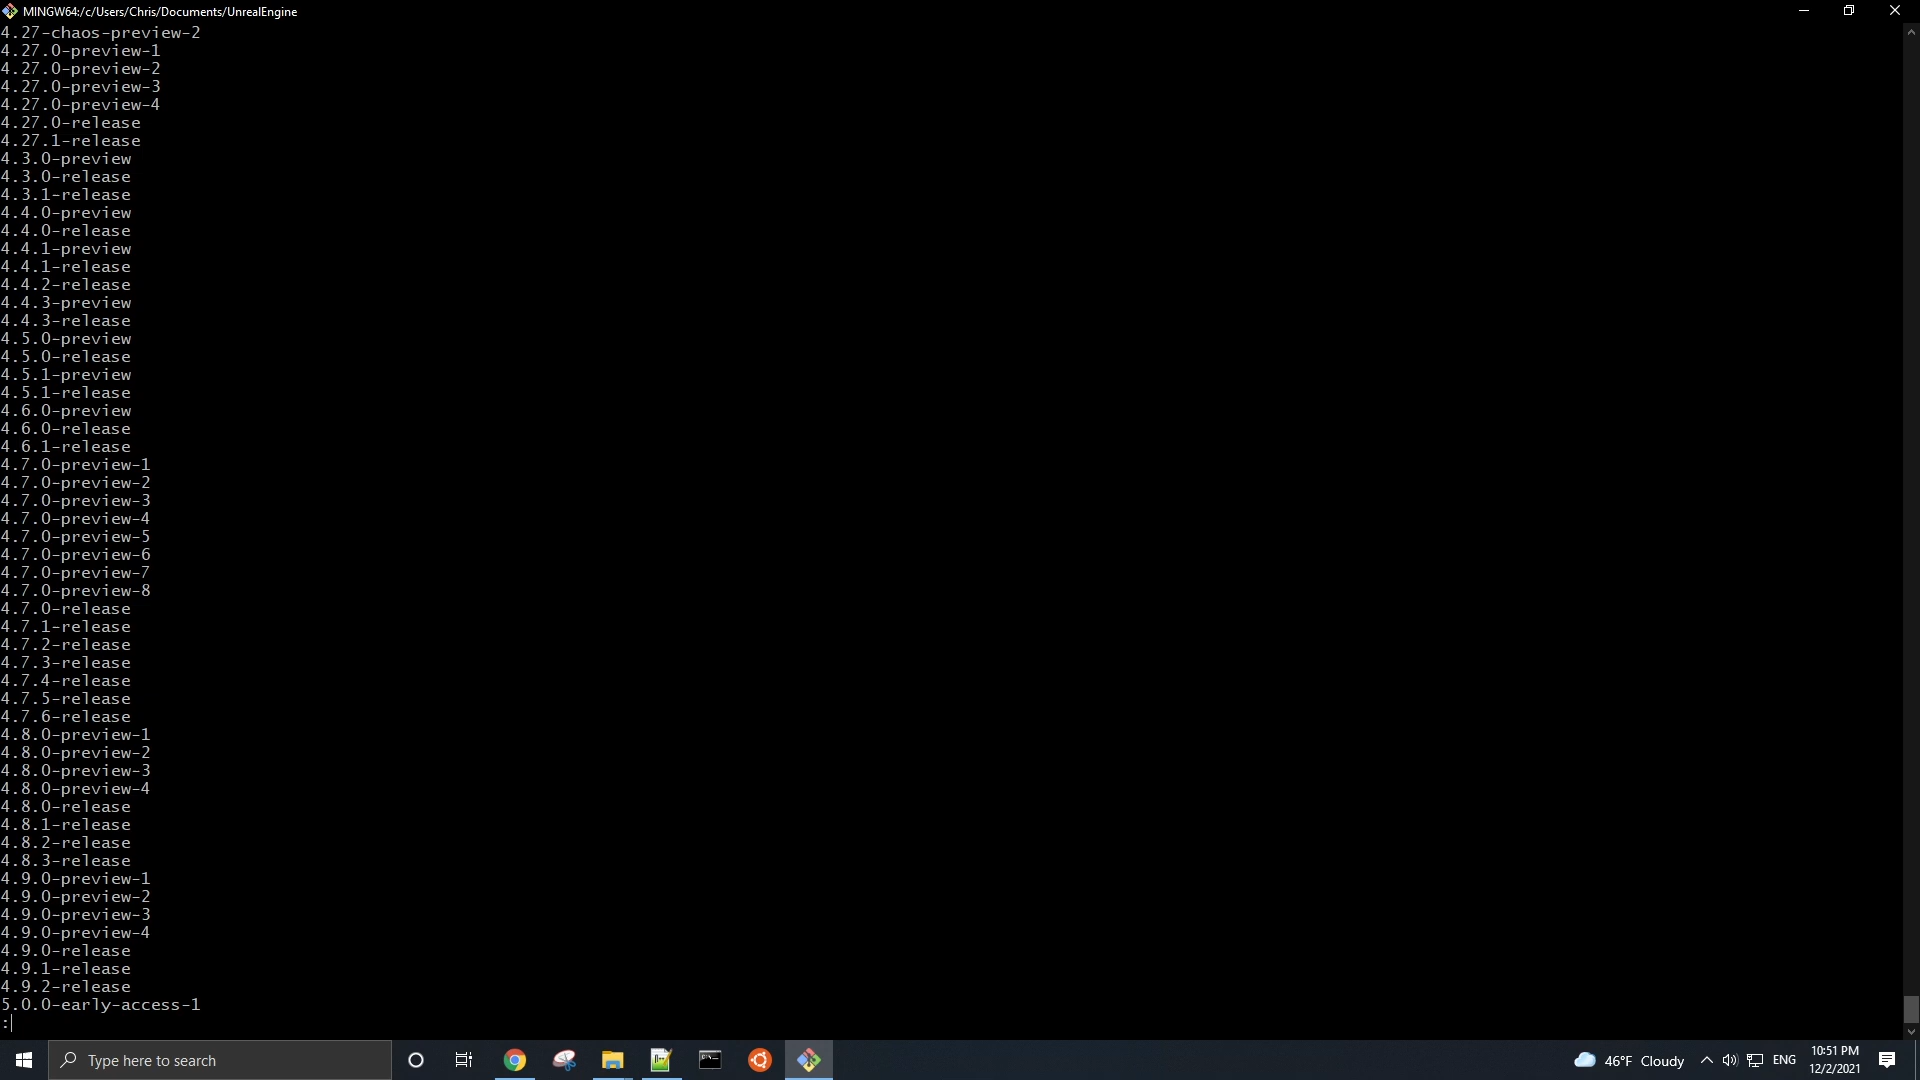 MINGW64:/c/Users/Chris/Documents/UnrealEngine
4.27-chaos-preview-2
4.27.0-preview-1
4.27.0-preview-2
4.27.0-preview-3
4.27.0-preview-4
4.27.0-release
4.27.1-release
4.3.0-preview
4.3.0-release
4.3.1-release
4.4.0-preview
4.4.0-release
4.4.1-preview
4.4.1-release
4.4.2-release
4.4.3-preview
4.4.3-release
4.5.0-preview
4.5.0-release
4.5.1-preview
4.5.1-release
4.6.0-preview
4.6.0-release
4.6.1-release
4.7.0-preview-1
4.7.0-preview-2
4.7.0-preview-3
4.7.0-preview-4
4.7.0-preview-5
4.7.0-preview-6
4.7.0-preview-7
4.7.0-preview-8
4.7.0-release
4.7.1-release
4.7.2-release
4.7.3-release
4.7.4-release
4.7.5-release
4.7.6-release
4.8.0-preview-1
4.8.0-preview-2
4.8.0-preview-3
4.8.0-preview-4
4.8.0-release
4.8.1-release
4.8.2-release
4.8.3-release
4.9.0-preview-1
4.9.0-preview-2
4.9.0-preview-3
4.9.0-preview-4
4.9.0-release
4.9.1-release
4.9.2-release
5.0.0-early-access-1
:
Type here to search
46°F Cloudy
ENG
10:51 PM
12/2/2021